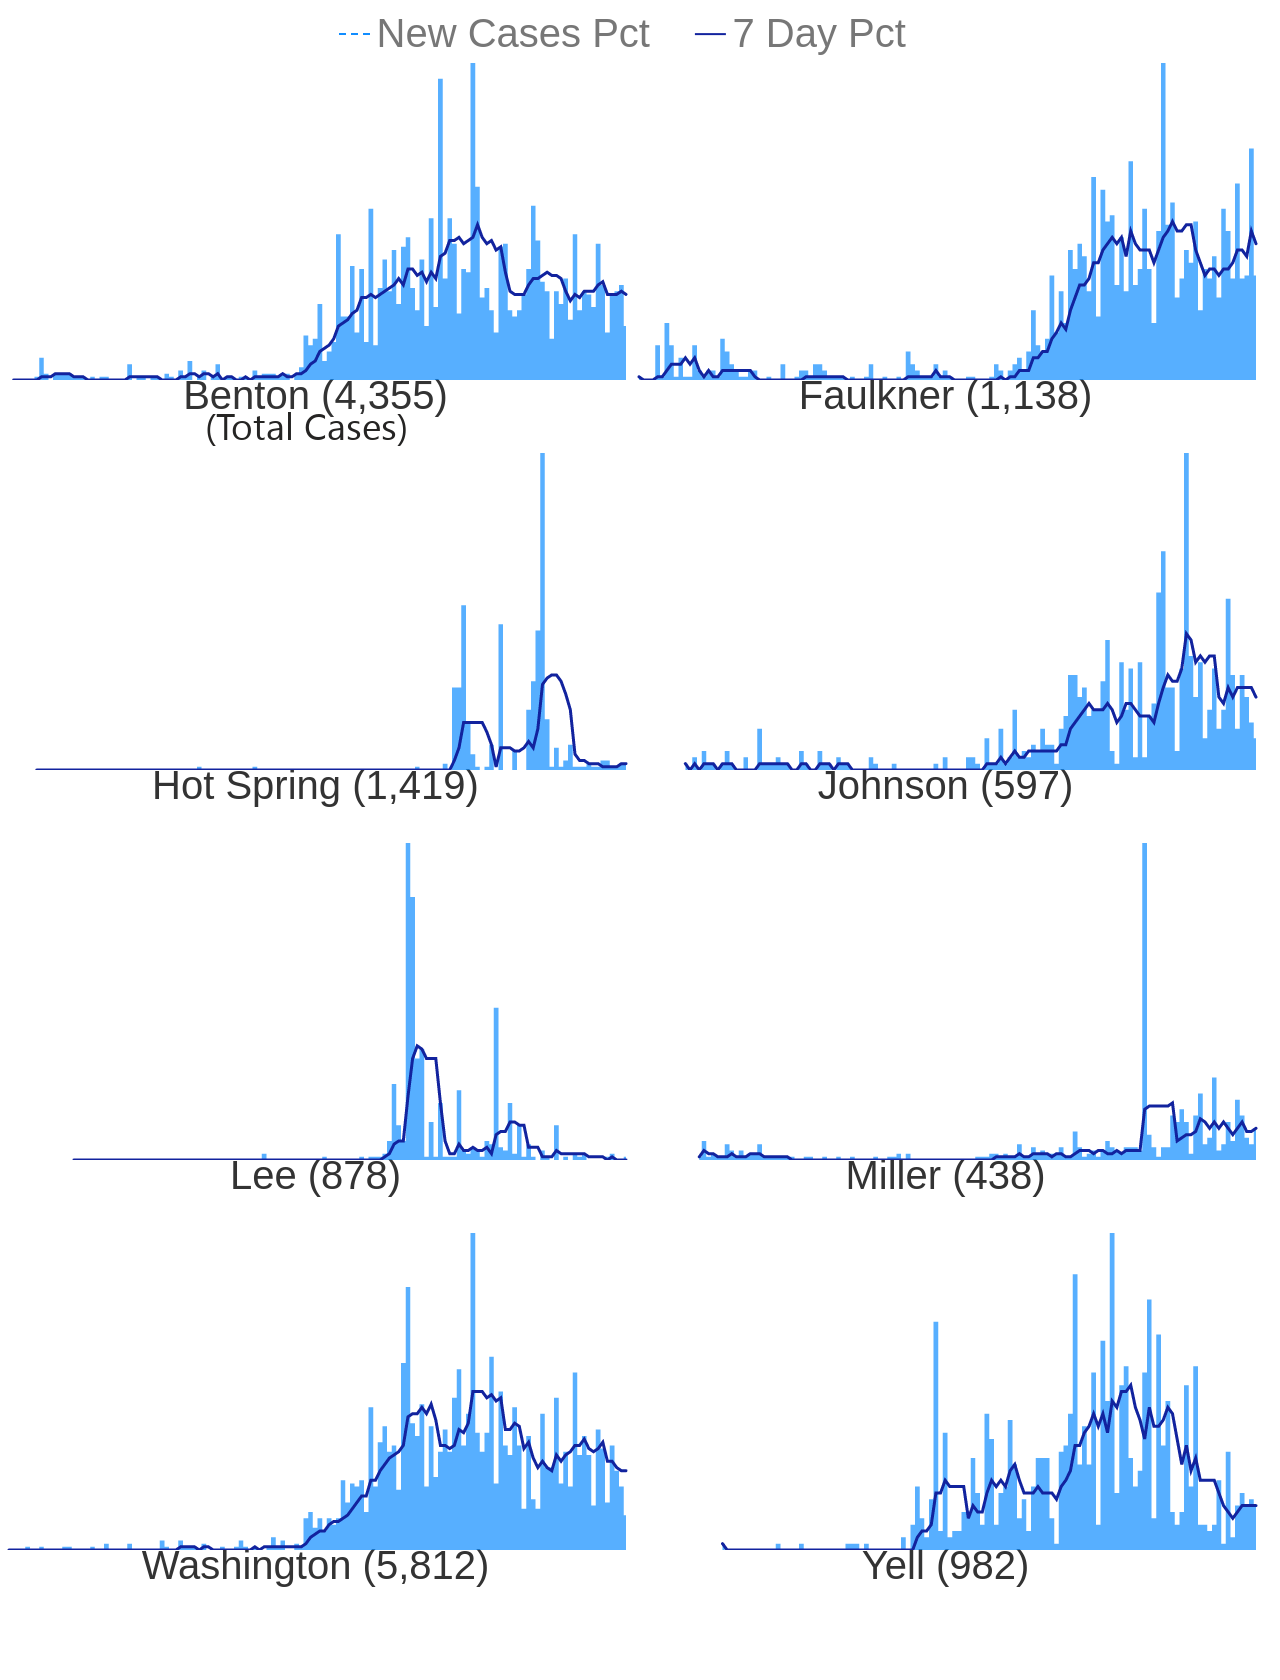 New Cases Pct 7 Day Pct
Benton (4,355) Faulkner (1,138)
(Total Cases)
Hot Spring (1,419) Johnson (597)
Lee (878) Miller (438)
Washington (5,812) Yell (982)